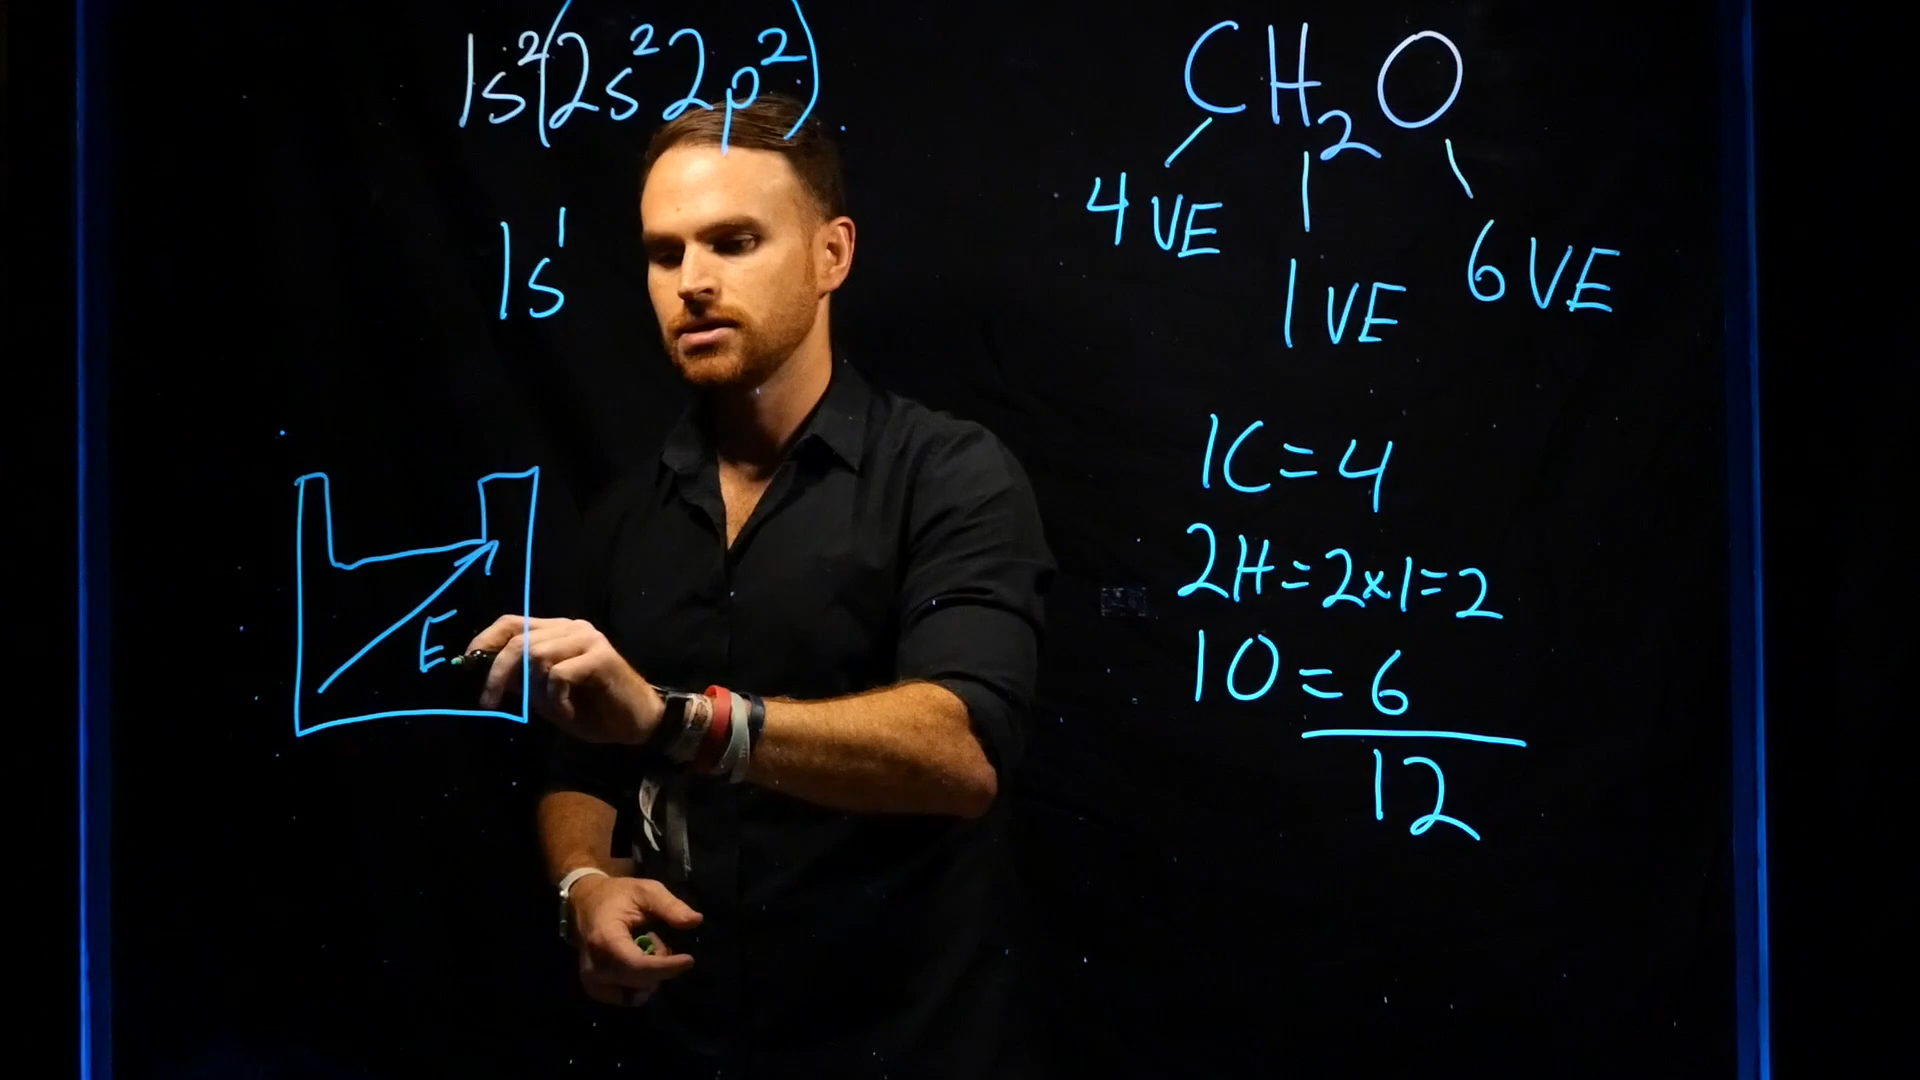 1s²(2s²2p²)
1s¹
E
CH₂O
4 VE
1 VE
6 VE
1C = 4
2H = 2x1 = 2
1O = 6
12